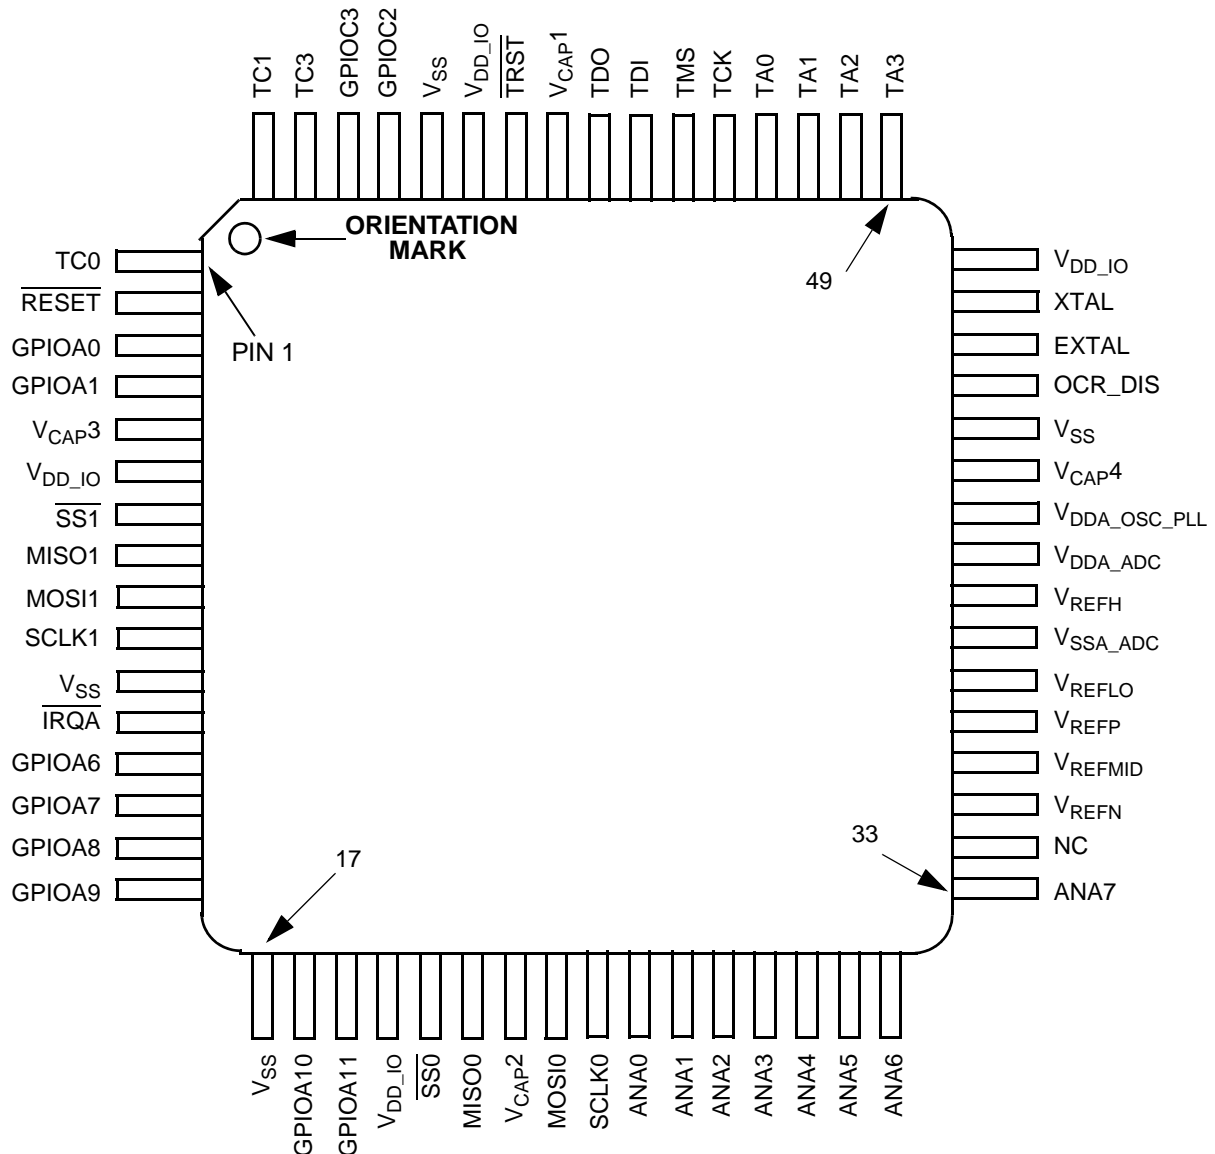 TC1
TC3
GPIOC3
GPIOC2
VSS
VDD_IO
TRST
VCAP1
TDO
TDI
TMS
TCK
TA0
TA1
TA2
TA3
ORIENTATION
MARK
PIN 1
49
TC0
RESET
GPIOA0
GPIOA1
VCAP3
VDD_IO
SS1
MISO1
MOSI1
SCLK1
VSS
IRQA
GPIOA6
GPIOA7
GPIOA8
GPIOA9
VDD_IO
XTAL
EXTAL
OCR_DIS
VSS
VCAP4
VDDA_OSC_PLL
VDDA_ADC
VREFH
VSSA_ADC
VREFLO
VREFP
VREFMID
VREFN
NC
ANA7
17
33
VSS
GPIOA10
GPIOA11
VDD_IO
SS0
MISO0
VCAP2
MOSI0
SCLK0
ANA0
ANA1
ANA2
ANA3
ANA4
ANA5
ANA6